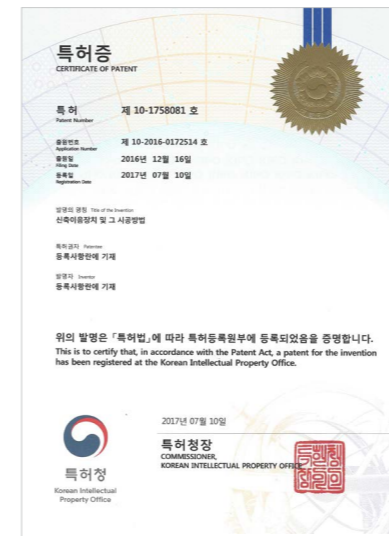 특허증
CERTIFICATE OF PATENT
특 허 제 10-1758081 호
Patent Number
출원번호 제 10-2016-0172514 호
Application Number
출원일 2016년 12월 16일
Filing Date
등록일 2017년 07월 10일
Registration Date
발명의 명칭 Title of the Invention
신축이음장치 및 그 시공방법
특허권자 Patentee
등록사항란에 기재
발명자 Inventor
등록사항란에 기재
위의 발명은 「특허법」에 따라 특허등록원부에 등록되었음을 증명합니다.
This is to certify that, in accordance with the Patent Act, a patent for the invention
has been registered at the Korean Intellectual Property Office.
2017년 07월 10일
특허청장
COMMISSIONER,
KOREAN INTELLECTUAL PROPERTY OFFICE
특허청
Korean Intellectual
Property Office